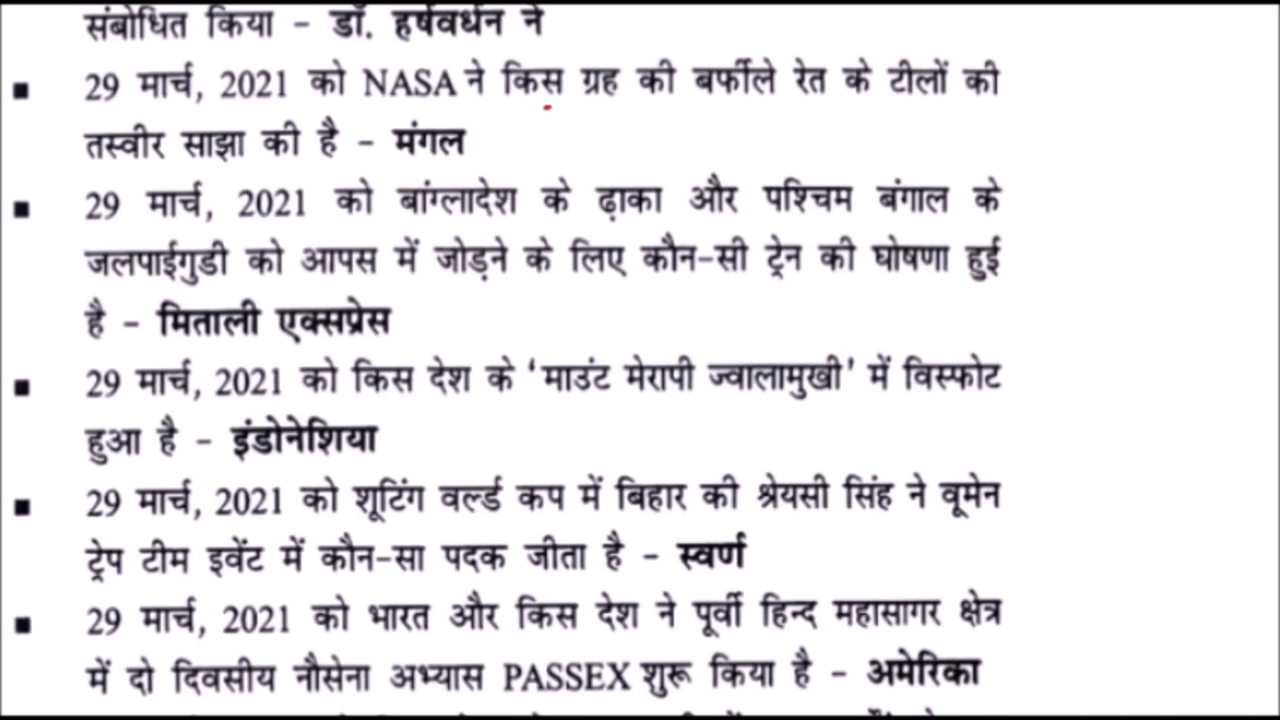 संबोधित किया - डॉ. हर्षवर्धन ने
▪ 29 मार्च, 2021 को NASA ने किस ग्रह की बर्फीले रेत के टीलों की
तस्वीर साझा की है - मंगल
▪ 29 मार्च, 2021 को बांग्लादेश के ढ़ाका और पश्चिम बंगाल के
जलपाईगुडी को आपस में जोड़ने के लिए कौन-सी ट्रेन की घोषणा हुई
है - मिताली एक्सप्रेस
▪ 29 मार्च, 2021 को किस देश के 'माउंट मेरापी ज्वालामुखी' में विस्फोट
हुआ है - इंडोनेशिया
▪ 29 मार्च, 2021 को शूटिंग वर्ल्ड कप में बिहार की श्रेयसी सिंह ने वूमेन
ट्रेप टीम इवेंट में कौन-सा पदक जीता है - स्वर्ण
▪ 29 मार्च, 2021 को भारत और किस देश ने पूर्वी हिन्द महासागर क्षेत्र
में दो दिवसीय नौसेना अभ्यास PASSEX शुरू किया है - अमेरिका